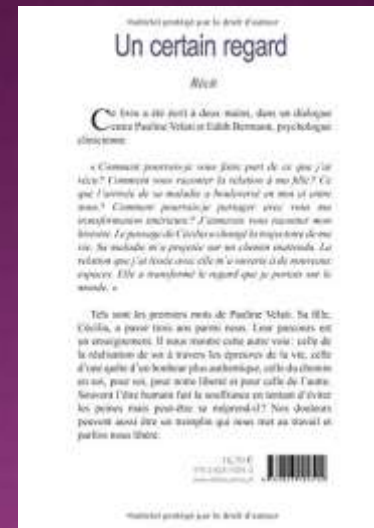 Matériel protégé par le droit d'auteur
Un certain regard
Récit
Ce livre a été écrit à deux mains, dans un dialogue
entre Pauline Velati et Edith Bermann, psychologue
clinicienne.
« Comment pourrais-je vous faire part de ce que j'ai
vécu ? Comment vous raconter la relation à ma fille ? Ce
que l'arrivée de sa maladie a bouleversé en moi et entre
nous ? Comment pourrais-je partager avec vous ma
transformation intérieure ? J'aimerais vous raconter mon
histoire. Le passage de Cécilia a changé la trajectoire de ma
vie. Sa maladie m'a projetée sur un chemin inattendu. La
relation que j'ai tissée avec elle m'a ouverte à de nouveaux
espaces. Elle a transformé le regard que je portais sur le
monde. »
Tels sont les premiers mots de Pauline Velati. Sa fille,
Cécilia, a passé trois ans parmi nous. Leur parcours est
un enseignement. Il nous montre cette autre voie : celle de
la réalisation de soi à travers les épreuves de la vie, celle
d'une quête d'un bonheur plus authentique, celle du chemin
en soi, pour soi, pour notre liberté et pour celle de l'autre.
Souvent l'être humain fuit la souffrance en tentant d'éviter
les peines mais peut-être se méprend-il ? Nos douleurs
peuvent aussi être un tremplin qui nous met au travail et
parfois nous libère.
Matériel protégé par le droit d'auteur